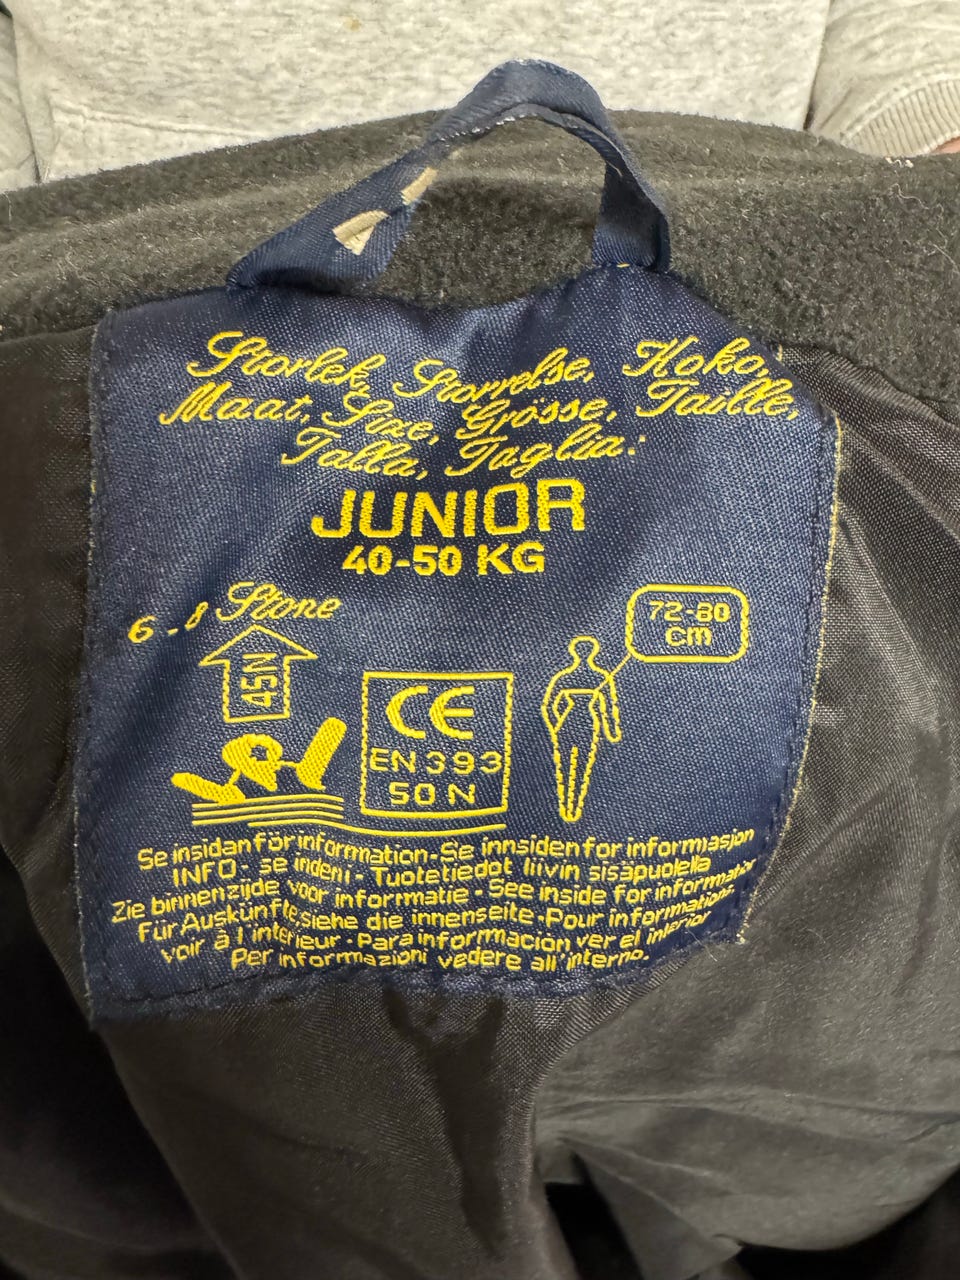 Storlek, Storrelse, Koko,
Maat, Size, Grösse, Taille,
Talla, Taglia:
JUNIOR
40-50 KG
6-8 Stone
72-80
cm
45N
CE
EN 393
50 N
Se insidan för information-Se innsiden for informasjon
INFO- se indeni- Tuotetiedot liivin sisäpuolella
Zie binnenzijde voor informatie - See inside for information
Für Auskünfte, siehe die innenseite-Pour informations,
voir à l'intérieur - Para informacion ver el interior
Per informazioni vedere all'interno.